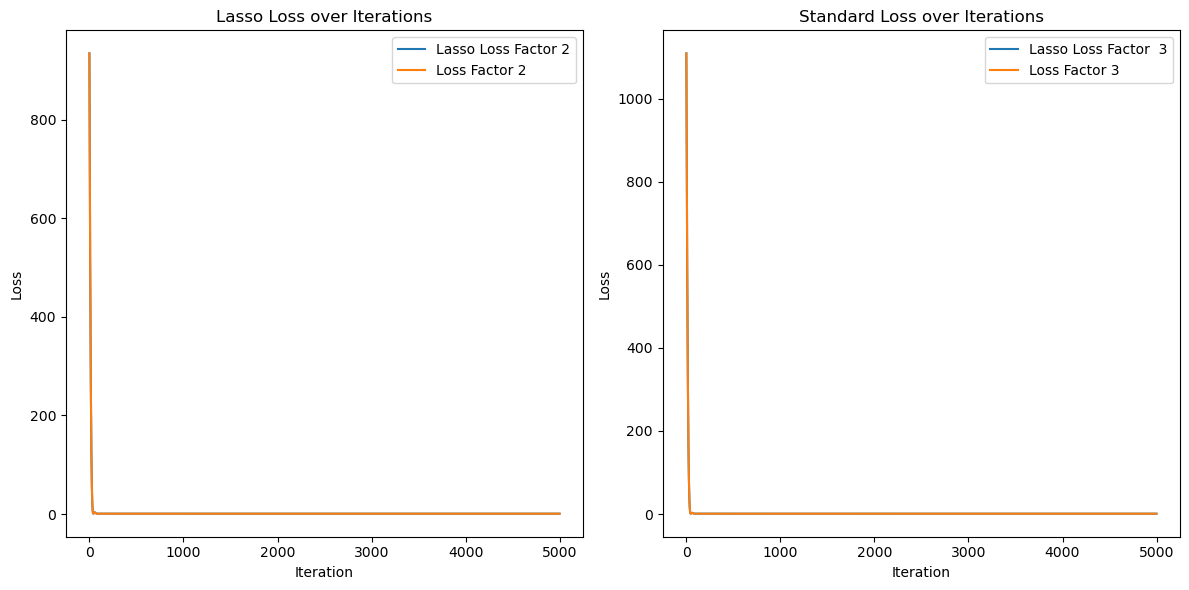 Lasso Loss over Iterations
Lasso Loss Factor 2
Loss Factor 2
800
600
400
200
0
Loss
0 1000 2000 3000 4000 5000
Iteration
Standard Loss over Iterations
Lasso Loss Factor  3
Loss Factor 3
1000
800
600
400
200
0
Loss
0 1000 2000 3000 4000 5000
Iteration